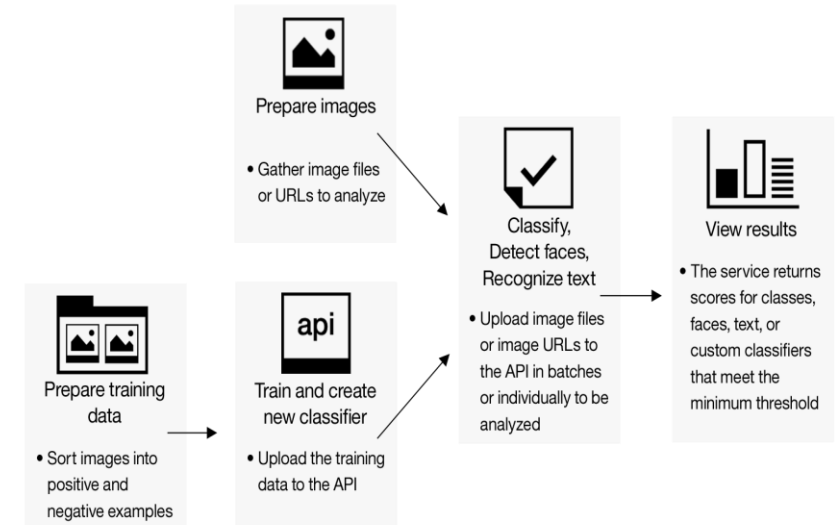 Prepare images
• Gather image files
or URLs to analyze
Classify,
Detect faces,
Recognize text
• Upload image files
or image URLs to
the API in batches
or individually to be
analyzed
View results
• The service returns
scores for classes,
faces, text, or
custom classifiers
that meet the
minimum threshold
Prepare training
data
• Sort images into
positive and
negative examples
api
Train and create
new classifier
• Upload the training
data to the API